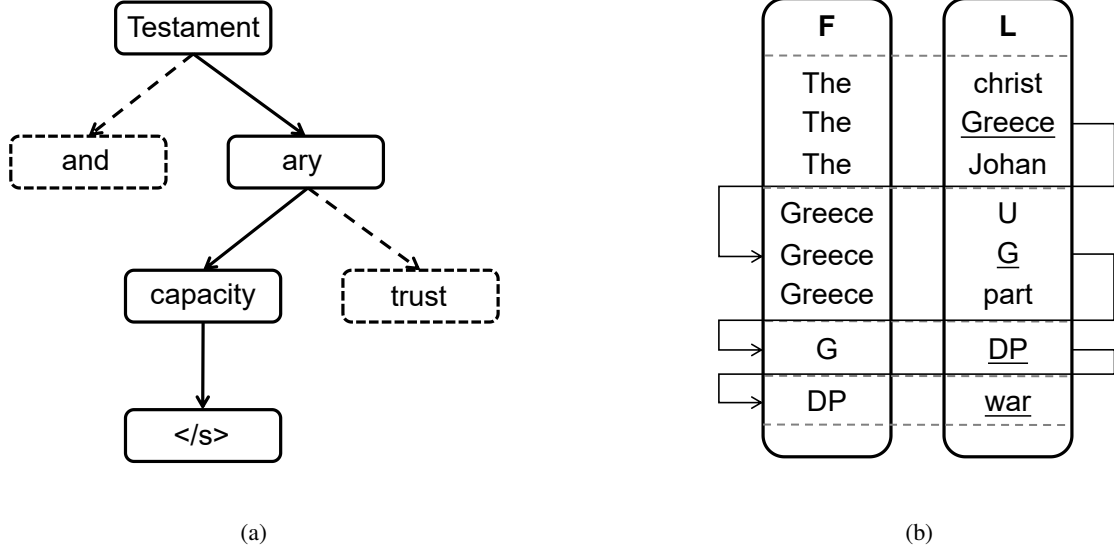 Testament
and
ary
capacity
trust
</s>
(a)
F L
The christ
The Greece
The Johan
Greece U
Greece G
Greece part
G DP
DP war
(b)